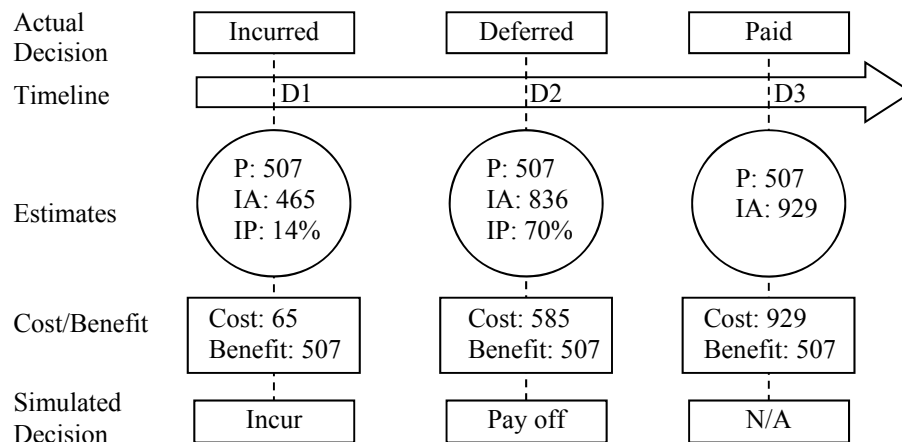 Actual Decision
Incurred
Deferred
Paid
Timeline
D1
D2
D3
Estimates
P: 507
IA: 465
IP: 14%
P: 507
IA: 836
IP: 70%
P: 507
IA: 929
Cost/Benefit
Cost: 65
Benefit: 507
Cost: 585
Benefit: 507
Cost: 929
Benefit: 507
Simulated
Decision
Incur
Pay off
N/A